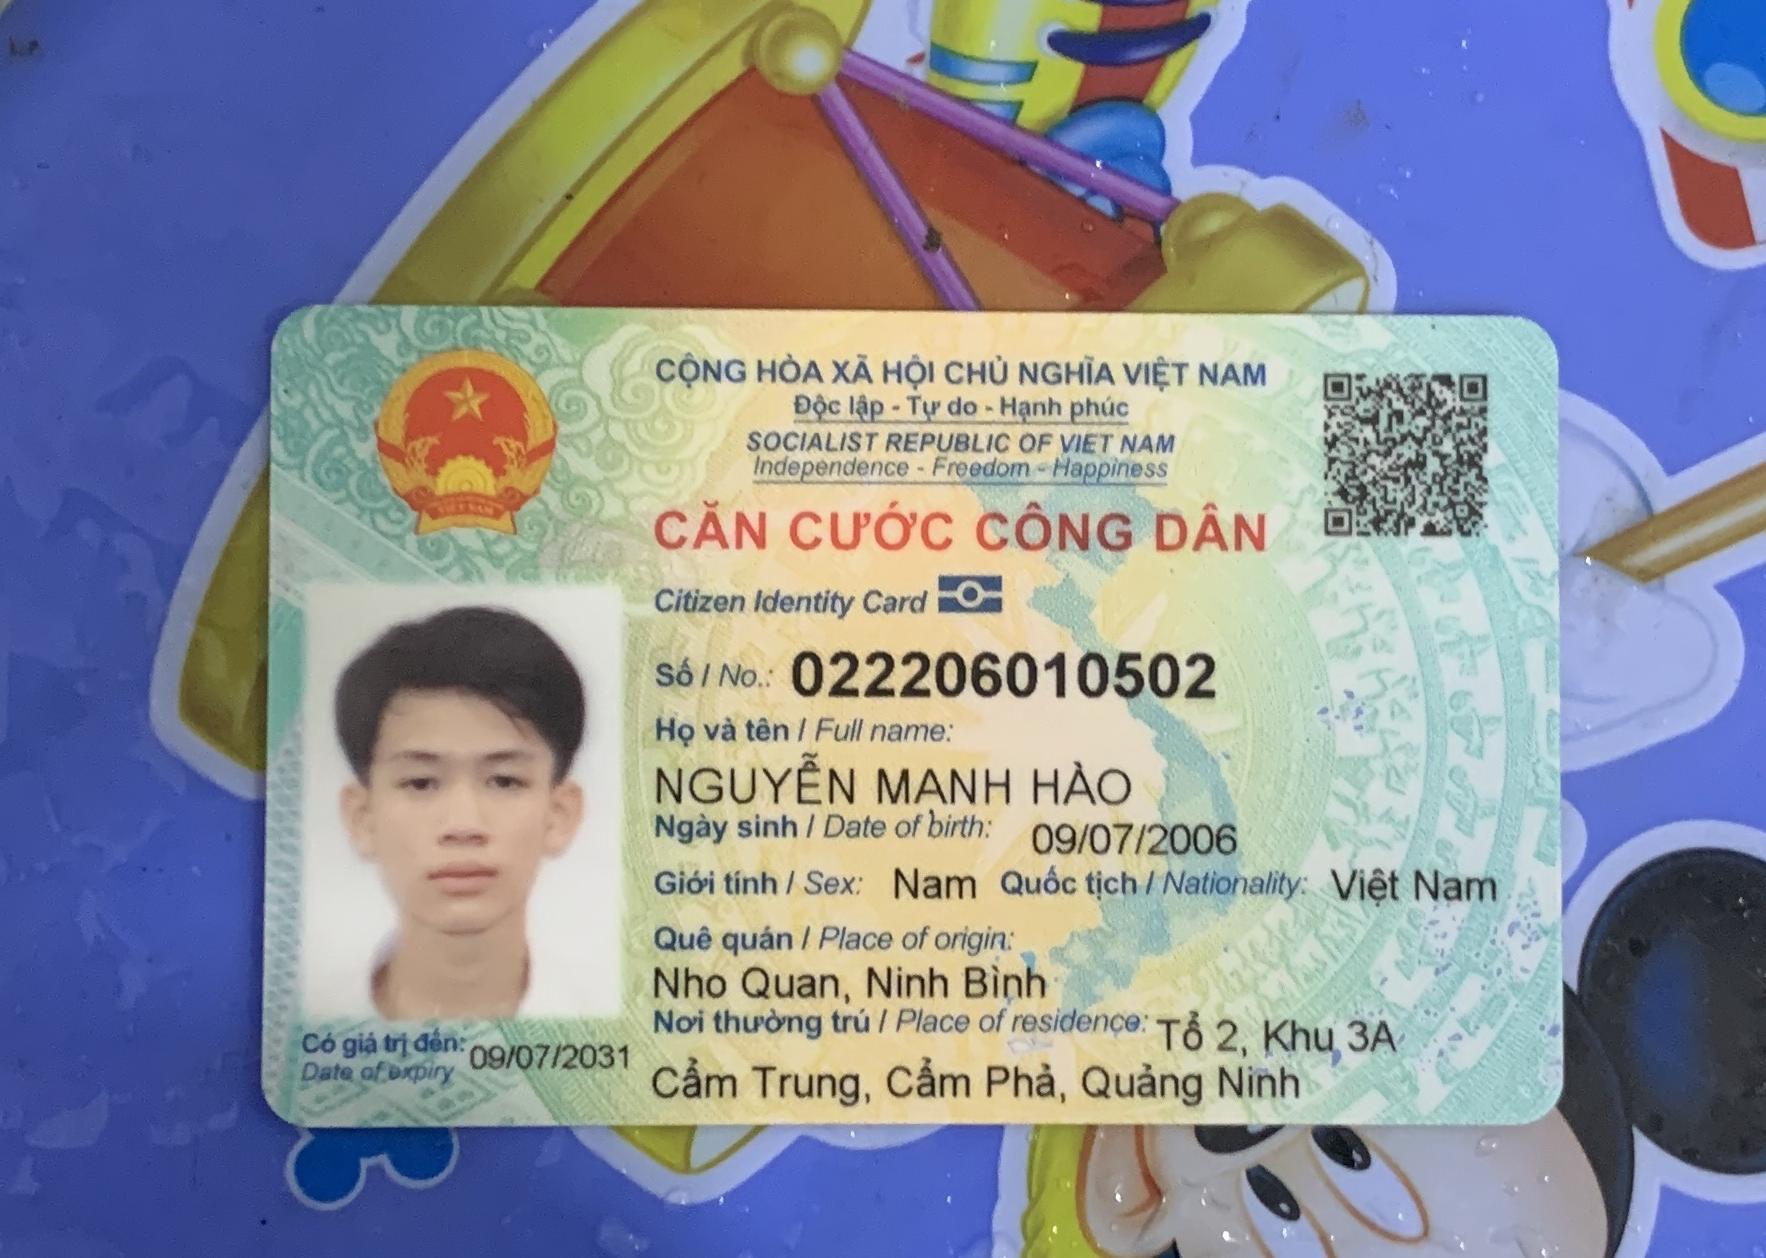 CỘNG HÒA XÃ HỘI CHỦ NGHĨA VIỆT NAM
Độc lập - Tự do - Hạnh phúc
SOCIALIST REPUBLIC OF VIET NAM
Independence - Freedom - Happiness
CĂN CƯỚC CÔNG DÂN
Citizen Identity Card
Số / No.: 022206010502
Họ và tên / Full name:
NGUYỄN MẠNH HÀO
Ngày sinh / Date of birth: 09/07/2006
Giới tính / Sex: Nam Quốc tịch / Nationality: Việt Nam
Quê quán / Place of origin:
Nho Quan, Ninh Bình
Nơi thường trú / Place of residence: Tổ 2, Khu 3A
Cẩm Trung, Cẩm Phả, Quảng Ninh
Có giá trị đến: 09/07/2031
Date of expiry